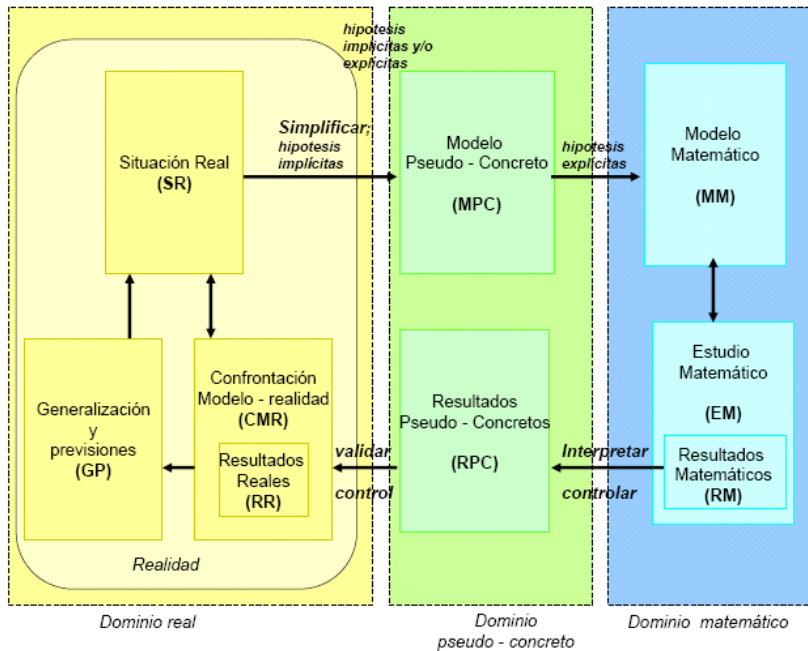 hipotesis
implicitas y/o
explícitas
Simplificar;
hipotesis
implícitas
Situación Real
(SR)
Modelo
Pseudo - Concreto
(MPC)
hipotesis
explícitas
Modelo
Matemático
(MM)
Generalización
y
previsiones
(GP)
Confrontación
Modelo - realidad)
(CMR)
Resultados
Reales
(RR)
validar
control
Resultados
Pseudo - Concretos
(RPC)
Interpretar
controlar
Estudio
Matemático
(EM)
Resultados
Matemáticos
(RM)
Realidad
Dominio real
Dominio
pseudo - concreto
Dominio matemático